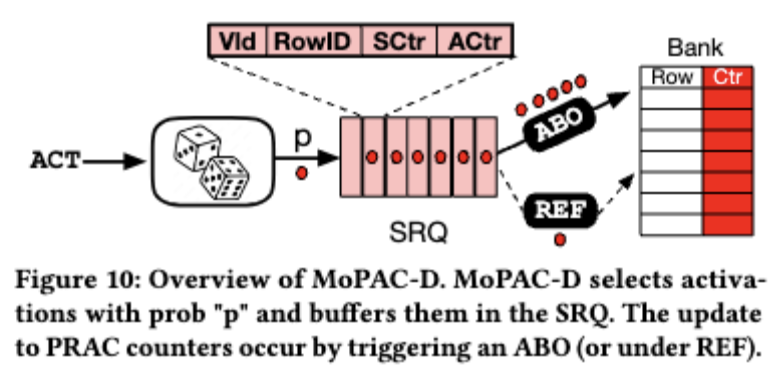 VId RowID SCtr ACtr
Bank
Row Ctr
ABO
p
ACT
REF
SRQ
Figure 10: Overview of MoPAC-D. MoPAC-D selects activa-
tions with prob "p" and buffers them in the SRQ. The update
to PRAC counters occur by triggering an ABO (or under REF).